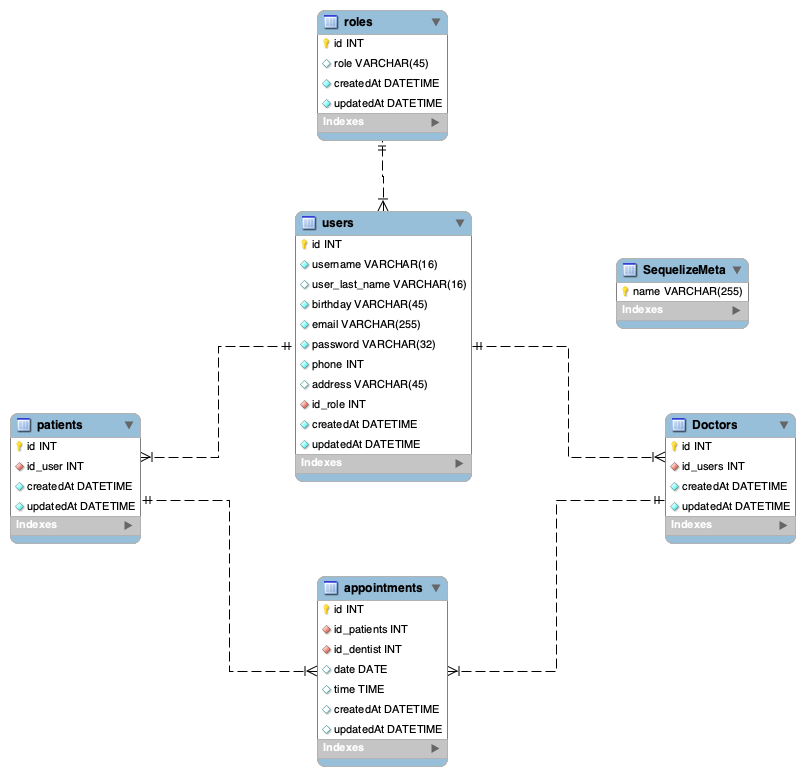 roles
id INT
role VARCHAR(45)
createdAt DATETIME
updatedAt DATETIME
Indexes
users
id INT
username VARCHAR(16)
user_last_name VARCHAR(16)
birthday VARCHAR(45)
email VARCHAR(255)
password VARCHAR(32)
phone INT
address VARCHAR(45)
id_role INT
createdAt DATETIME
updatedAt DATETIME
Indexes
SequelizeMeta
name VARCHAR(255)
Indexes
patients
id INT
id_user INT
createdAt DATETIME
updatedAt DATETIME
Indexes
Doctors
id INT
id_users INT
createdAt DATETIME
updatedAt DATETIME
Indexes
appointments
id INT
id_patients INT
id_dentist INT
date DATE
time TIME
createdAt DATETIME
updatedAt DATETIME
Indexes